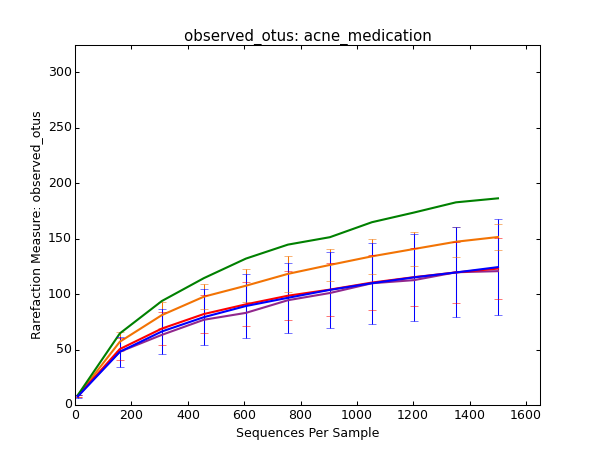 observed_otus: acne_medication
Rarefaction Measure: observed_otus
300
250
200
150
100
50
0
0 200 400 600 800 1000 1200 1400 1600
Sequences Per Sample